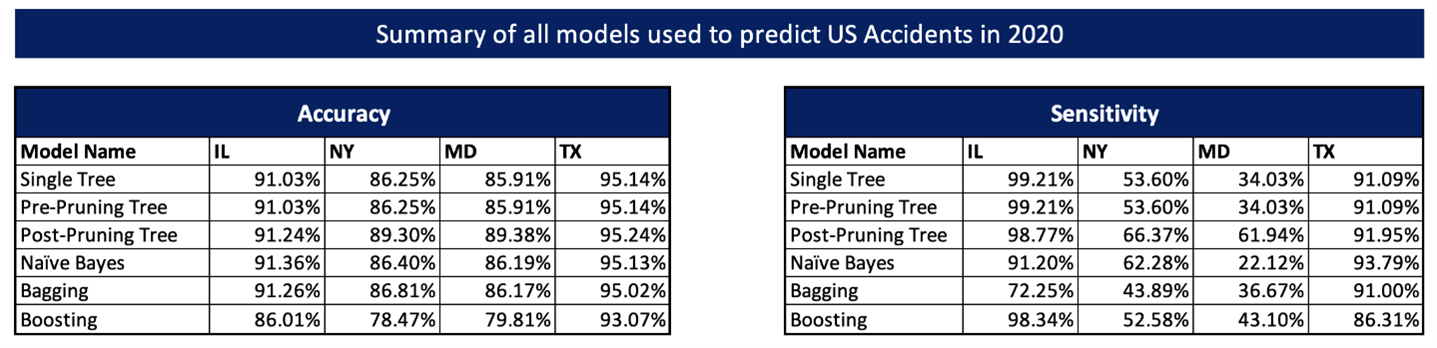 Summary of all models used to predict US Accidents in 2020
Accuracy
Model Name IL NY MD TX
Single Tree 91.03% 86.25% 85.91% 95.14%
Pre-Pruning Tree 91.03% 86.25% 85.91% 95.14%
Post-Pruning Tree 91.24% 89.30% 89.38% 95.24%
Naïve Bayes 91.36% 86.40% 86.19% 95.13%
Bagging 91.26% 86.81% 86.17% 95.02%
Boosting 86.01% 78.47% 79.81% 93.07%
Sensitivity
Model Name IL NY MD TX
Single Tree 99.21% 53.60% 34.03% 91.09%
Pre-Pruning Tree 99.21% 53.60% 34.03% 91.09%
Post-Pruning Tree 98.77% 66.37% 61.94% 91.95%
Naïve Bayes 91.20% 62.28% 22.12% 93.79%
Bagging 72.25% 43.89% 36.67% 91.00%
Boosting 98.34% 52.58% 43.10% 86.31%